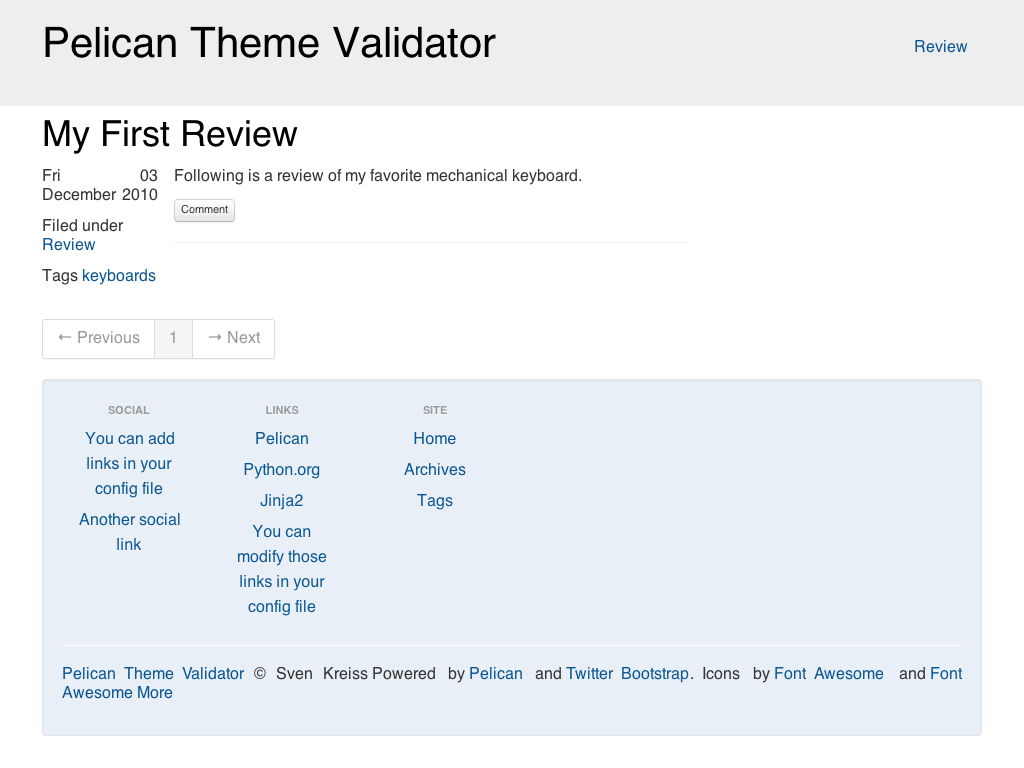 Pelican Theme Validator
Review
My First Review
Fri 03
December 2010
Filed under
Review
Tags keyboards
Following is a review of my favorite mechanical keyboard.
Comment
← Previous 1 → Next
SOCIAL
You can add
links in your
config file
Another social
link
LINKS
Pelican
Python.org
Jinja2
You can
modify those
links in your
config file
SITE
Home
Archives
Tags
Pelican Theme Validator © Sven Kreiss Powered by Pelican and Twitter Bootstrap. Icons by Font Awesome and Font
Awesome More